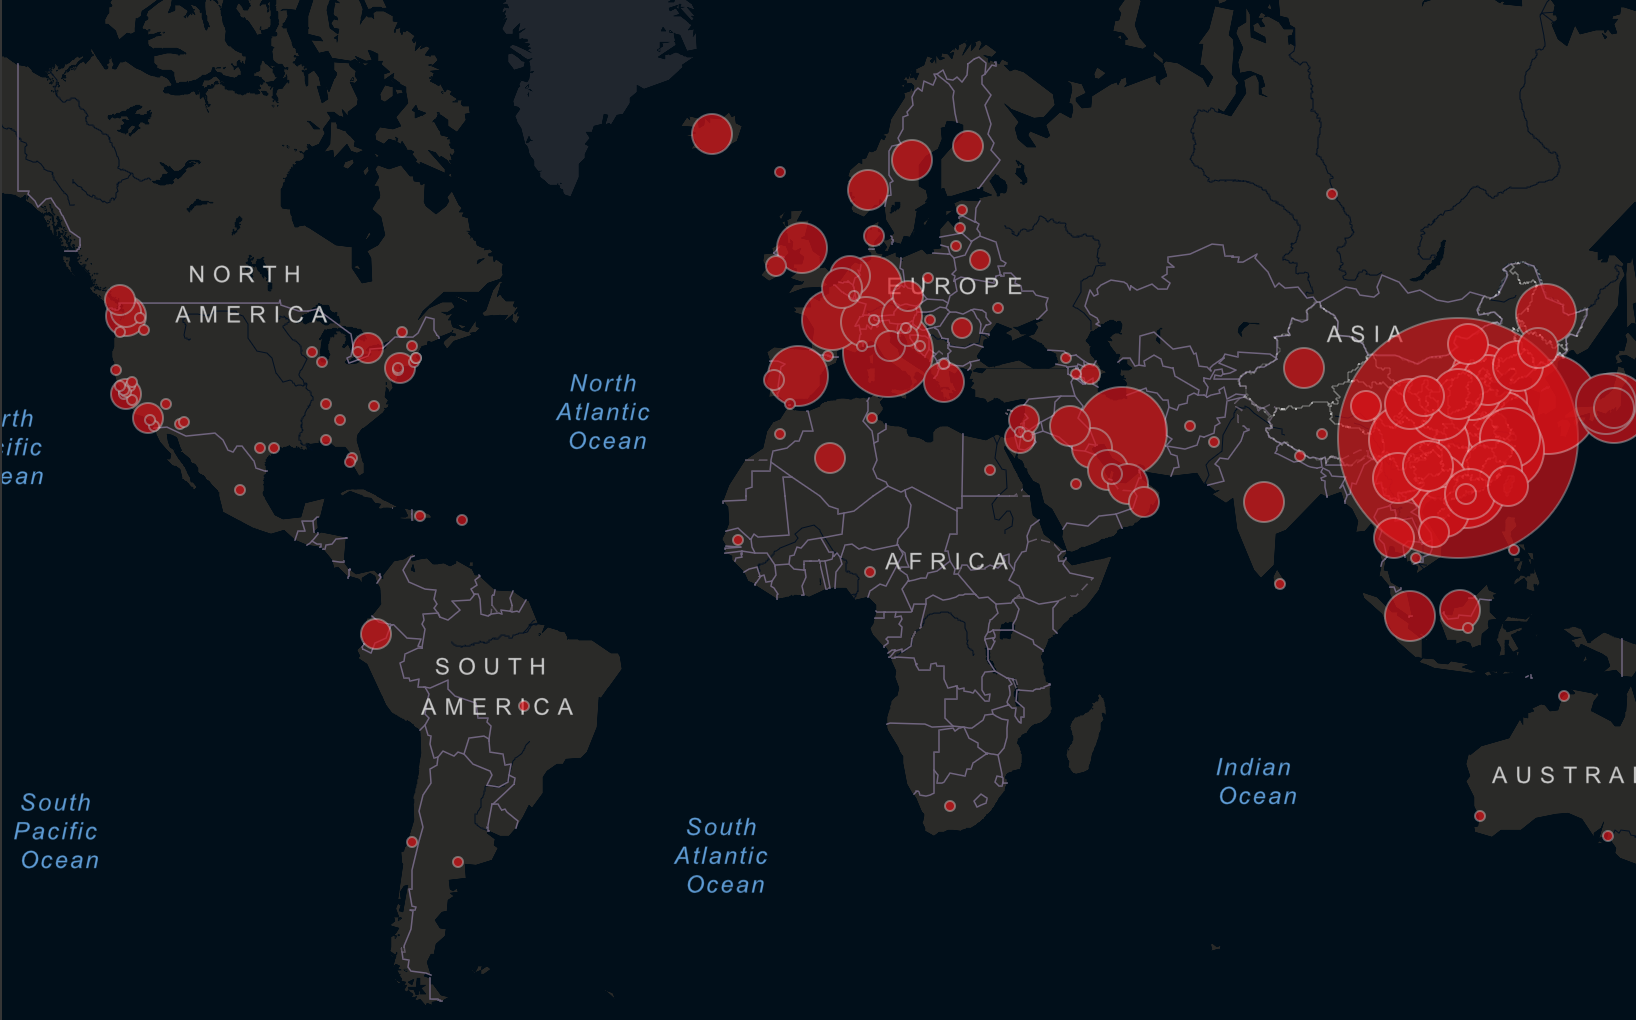 NORTH
AMERICA
EUROPE
ASIA
North
Atlantic
Ocean
rth
ific
ean
AFRICA
SOUTH
AMERICA
Indian
Ocean
AUSTRAL
South
Pacific
Ocean
South
Atlantic
Ocean